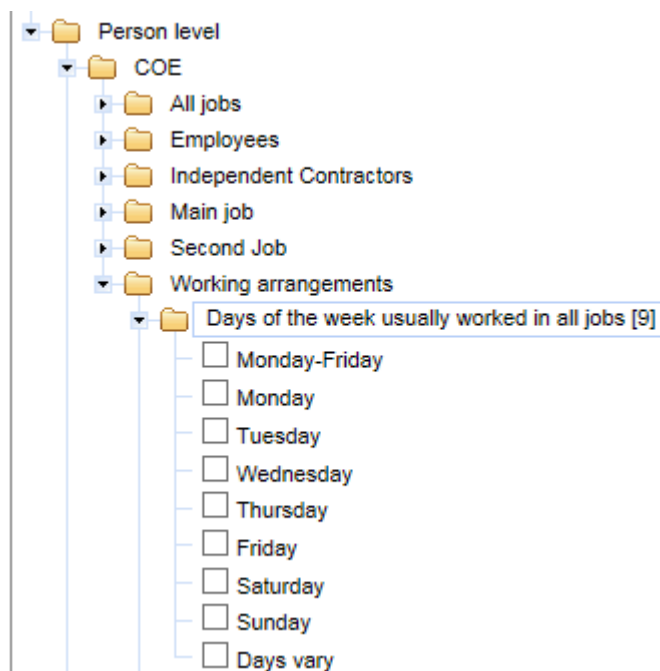 Person level
COE
All jobs
Employees
Independent Contractors
Main job
Second Job
Working arrangements
Days of the week usually worked in all jobs [9]
Monday-Friday
Monday
Tuesday
Wednesday
Thursday
Friday
Saturday
Sunday
Days vary